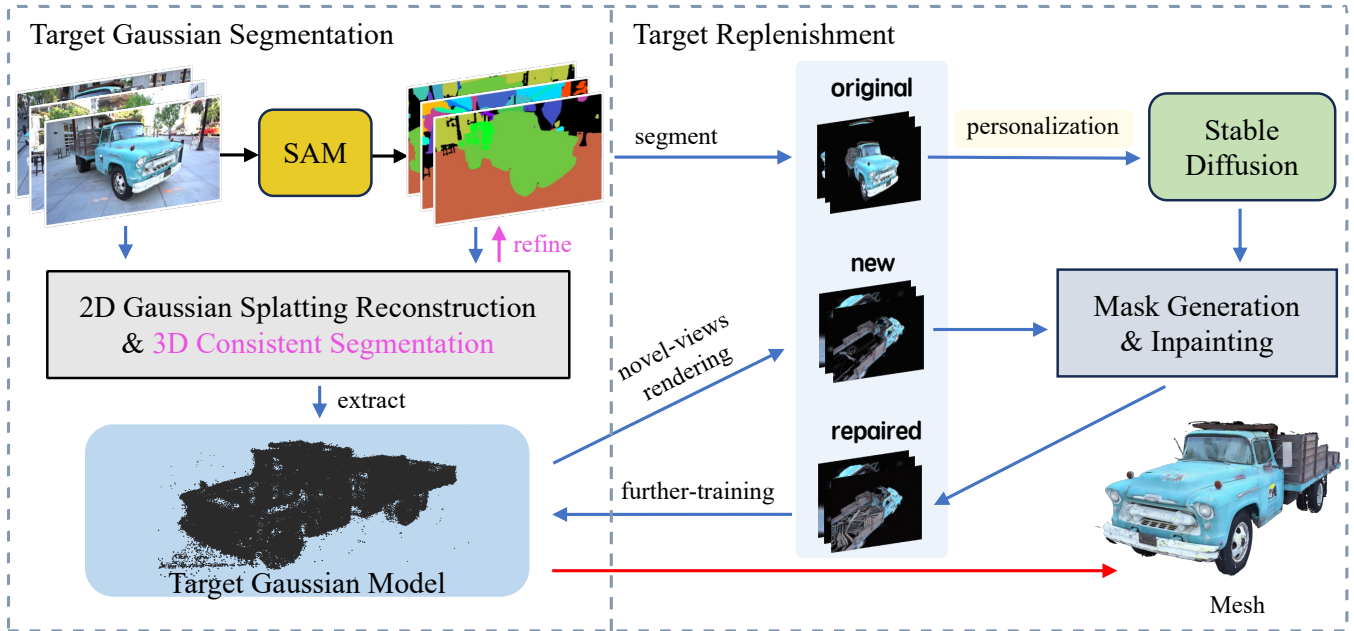 Target Gaussian Segmentation
SAM
refine
2D Gaussian Splatting Reconstruction
& 3D Consistent Segmentation
extract
Target Gaussian Model
Target Replenishment
segment
original
personalization
Stable
Diffusion
novel-views
rendering
new
Mask Generation
& Inpainting
further-training
repaired
Mesh